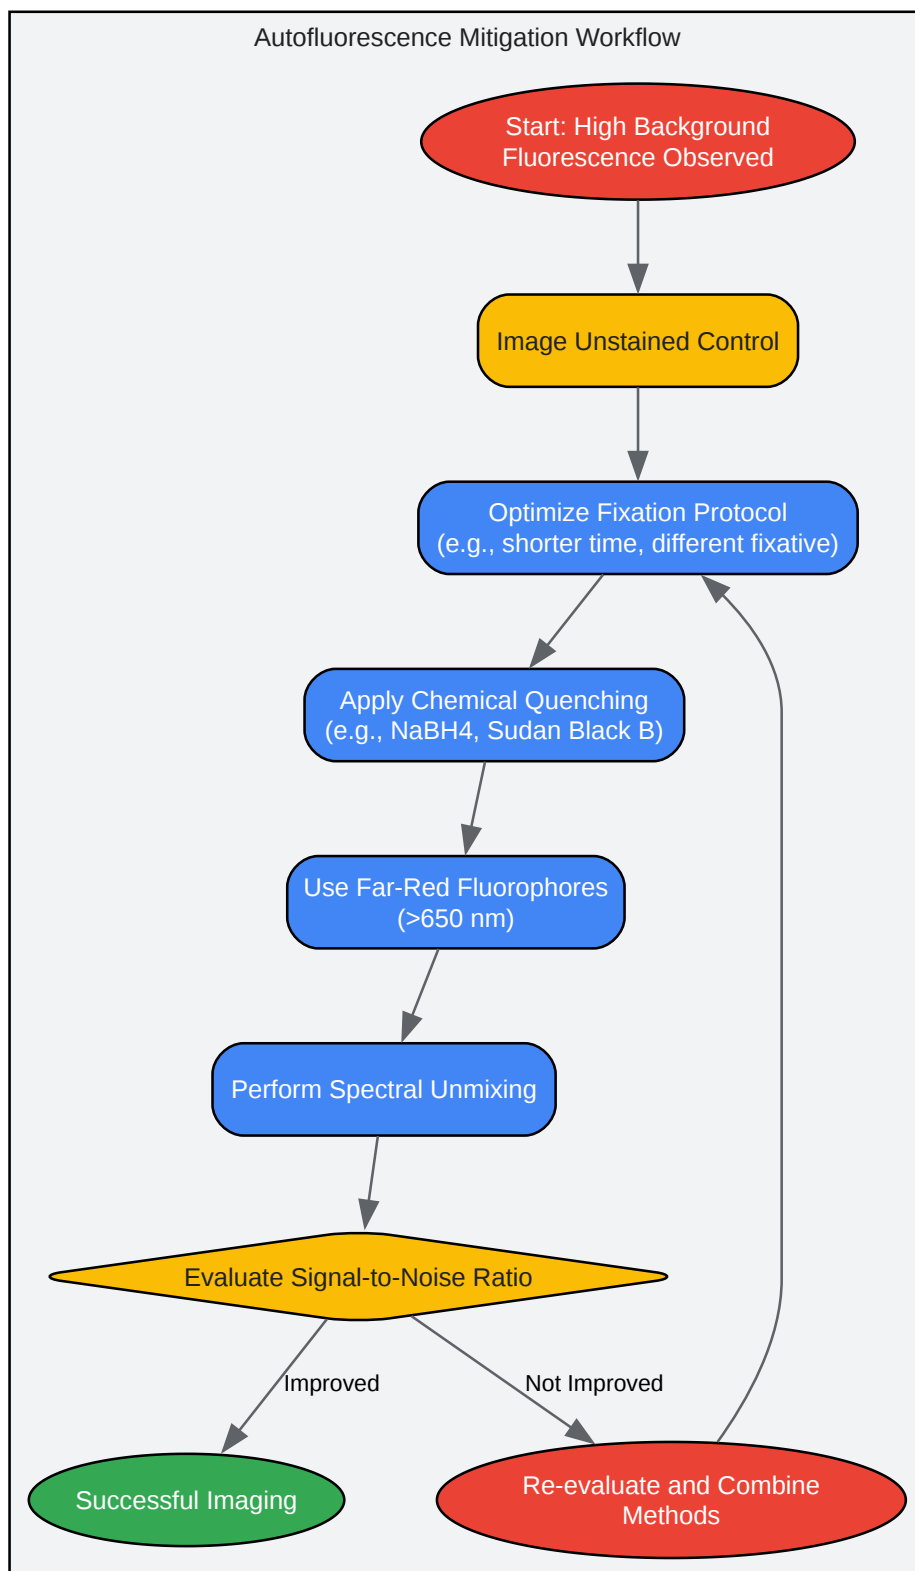 Autofluorescence Mitigation Workflow
Start: High Background
Fluorescence Observed
Image Unstained Control
Optimize Fixation Protocol
(e.g., shorter time, different fixative)
Apply Chemical Quenching
(e.g., NaBH4, Sudan Black B)
Use Far-Red Fluorophores
(>650 nm)
Perform Spectral Unmixing
Evaluate Signal-to-Noise Ratio
Improved
Not Improved
Successful Imaging
Re-evaluate and Combine
Methods